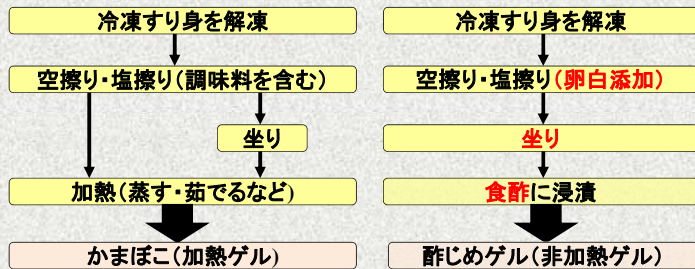 冷凍すり身を解凍
空擦り・塩擦り(調味料を含む)
坐り
加熱(蒸す・茹でるなど)
かまぼこ(加熱ゲル)
冷凍すり身を解凍
空擦り・塩擦り(卵白添加)
坐り
食酢に浸漬
酢じめゲル(非加熱ゲル)